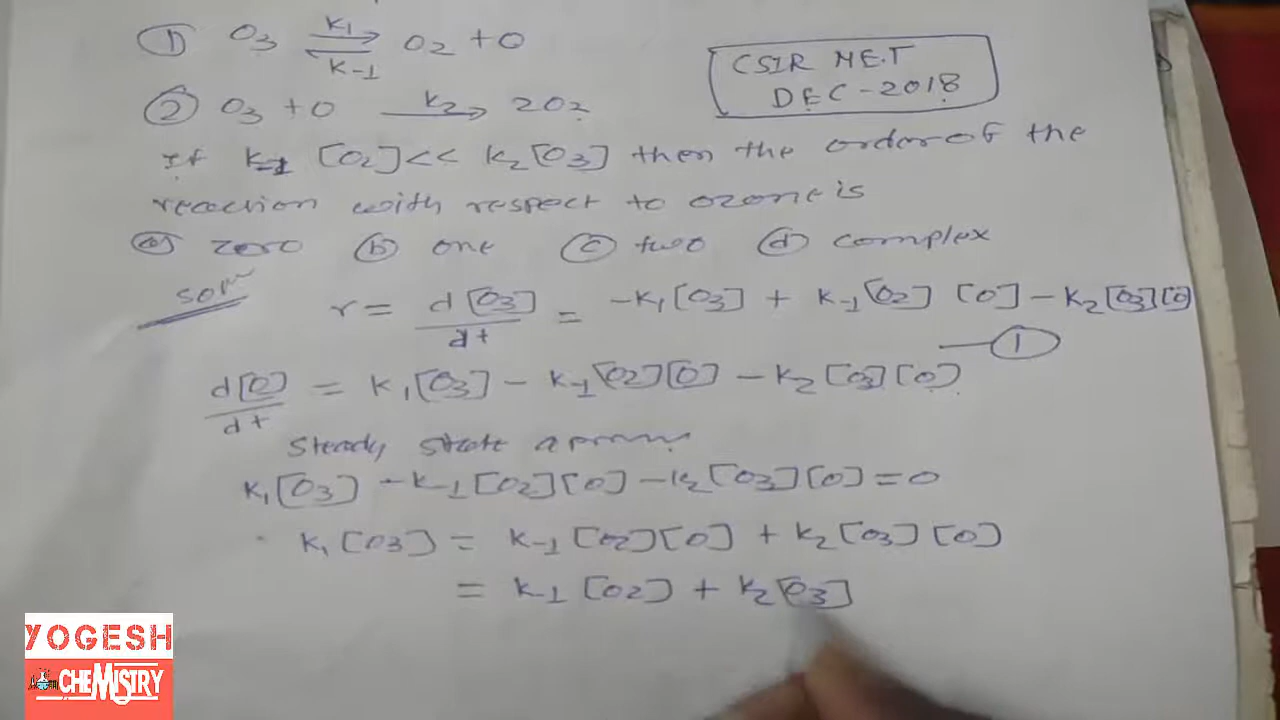 ① O3 ⇌ O2 + O
K1
K-1
CSIR NET
DEC - 2018
② O3 + O → 2O2
K2
If K-1 [O2] << K2 [O3] then the order of the
reaction with respect to ozone is
ⓐ zero ⓑ one ⓒ two ⓓ complex
Solⁿ
r = d[O3]/dt = -K1[O3] + K-1[O2] [O] - K2[O3][O]
— ①
d[O]/dt = K1[O3] - K-1[O2][O] - K2[O3][O]
Steady state
K1[O3] - K-1[O2][O] - K2[O3][O] = 0
K1[O3] = K-1[O2][O] + K2[O3][O]
= K-1[O2] + K2[O3]
YOGESH
CHEMISTRY